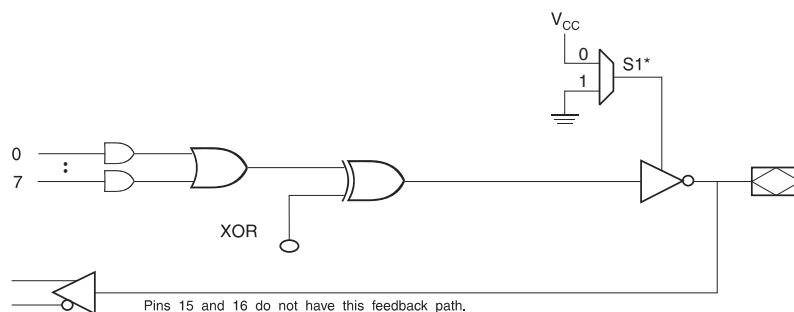 VCC
0
S1*
1
0
7
XOR
Pins 15 and 16 do not have this feedback path.